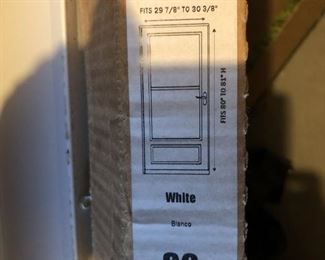 FITS 29 7/8" TO 30 3/8"
FITS 80" TO 81" H
White
Blanco